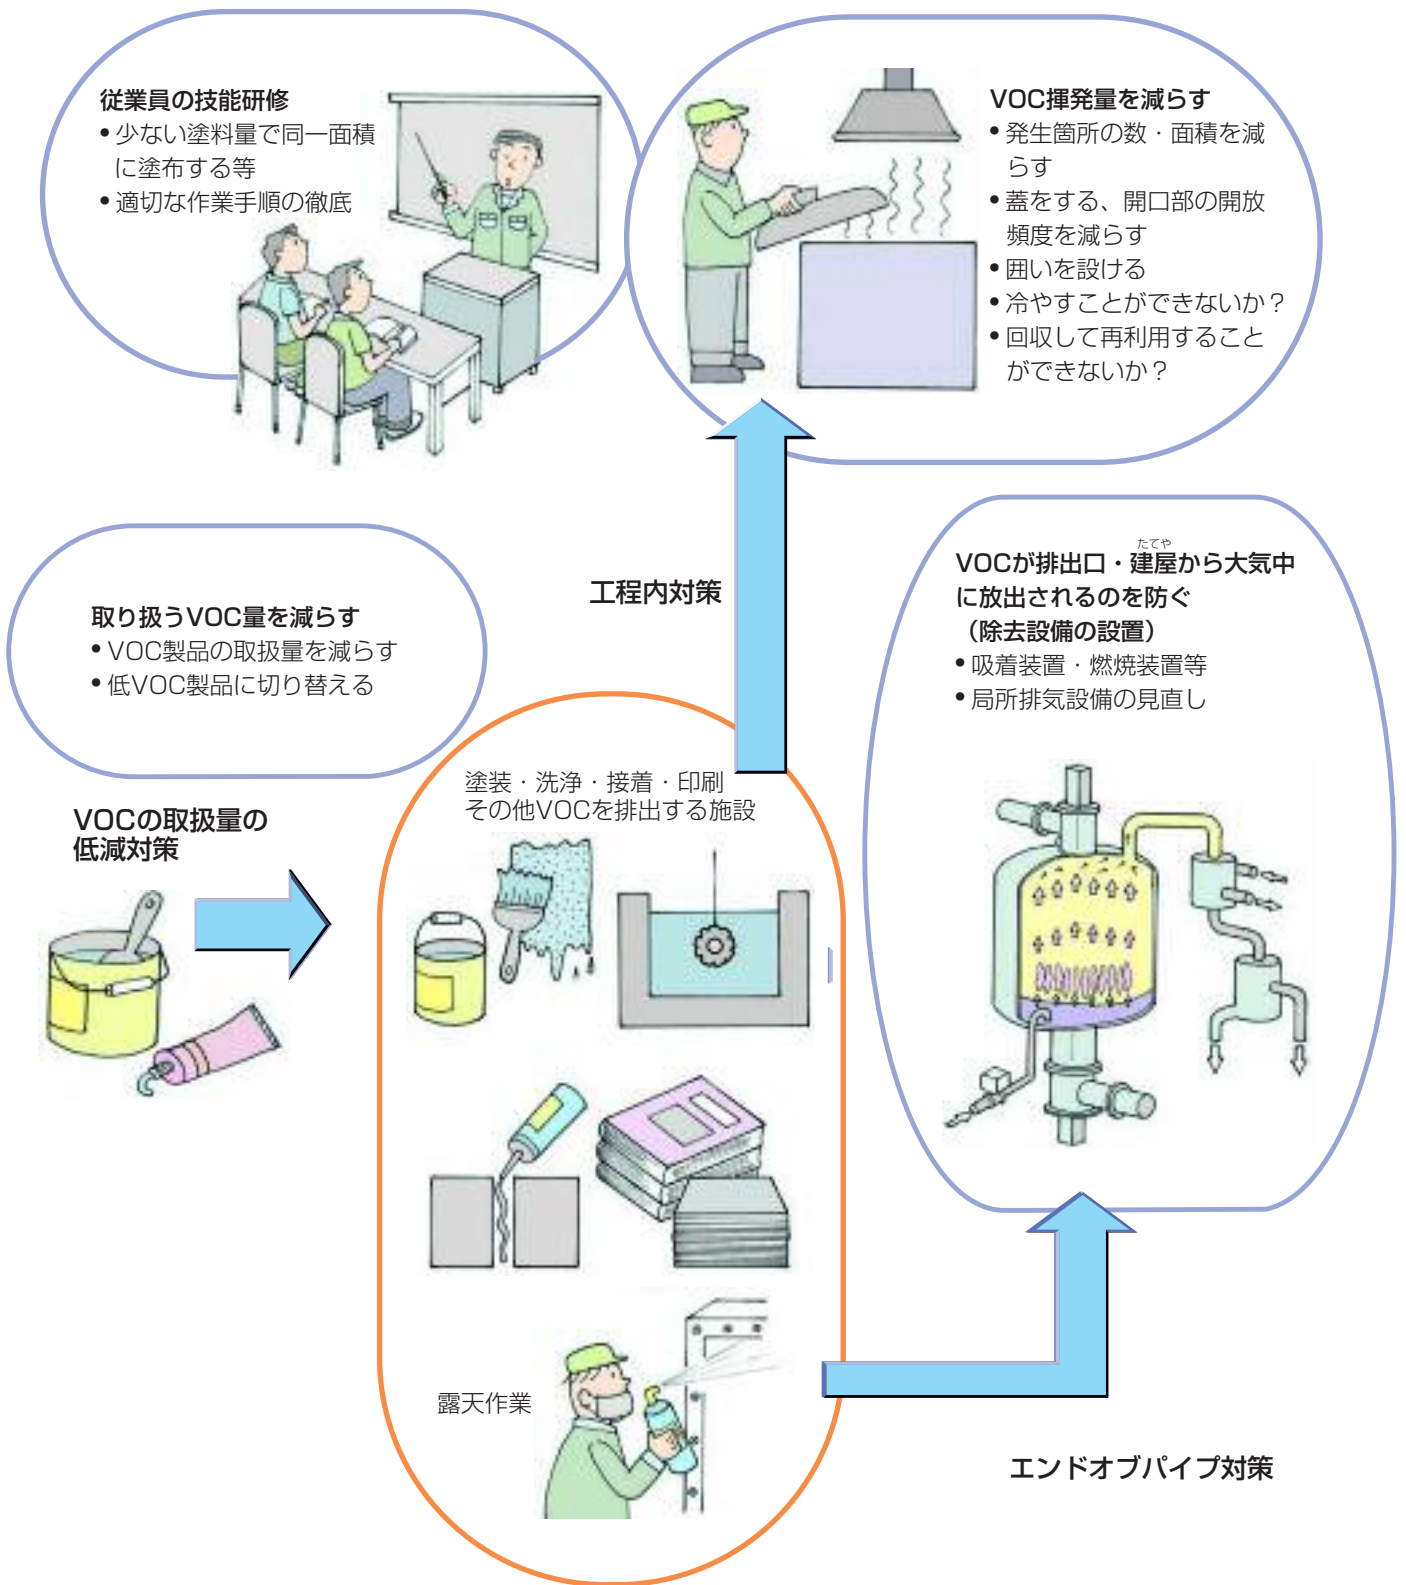 従業員の技能研修
•少ない塗料量で同一面積
に塗布する等
•適切な作業手順の徹底
VOC揮発量を減らす
•発生箇所の数・面積を減
らす
•蓋をする、開口部の開放
頻度を減らす
•囲いを設ける
•冷やすことができないか？
•回収して再利用すること
ができないか？
取り扱うVOC量を減らす
•VOC製品の取扱量を減らす
•低VOC製品に切り替える
工程内対策
たてや
VOCが排出口・建屋から大気中
に放出されるのを防ぐ
（除去設備の設置）
•吸着装置・燃焼装置等
•局所排気設備の見直し
VOCの取扱量の
低減対策
塗装・洗浄・接着・印刷
その他VOCを排出する施設
露天作業
エンドオブパイプ対策